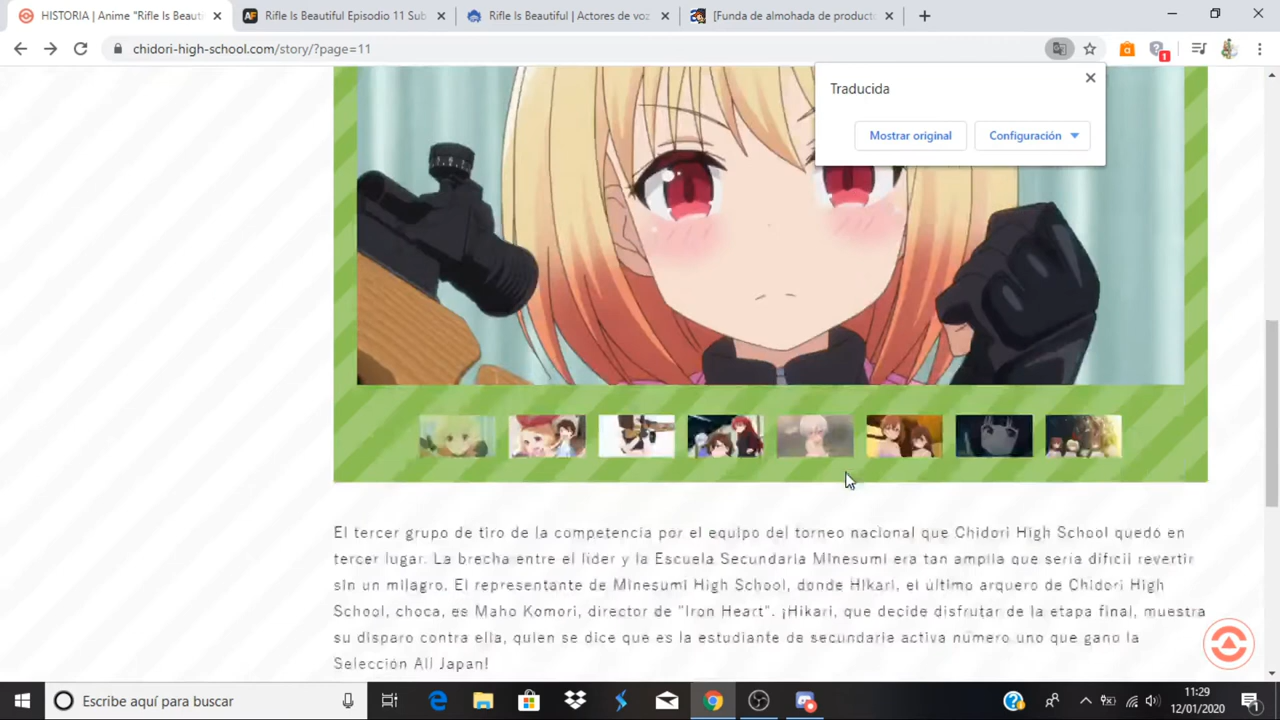 HISTORIA | Anime "Rifle Is Beaut
Rifle Is Beautiful Episodio 11 Sub
Rifle Is Beautiful | Actores de voz
[Funda de almohada de product
chidori-high-school.com/story/?page=11
1
Traducida
Mostrar original
Configuración
El tercer grupo de tiro de la competencia por el equipo del torneo nacional que Chidori High School quedó en
tercer lugar. La brecha entre el líder y la Escuela Secundaria Minesumi era tan amplia que sería difícil revertir
sin un milagro. El representante de Minesumi High School, donde Hikari, el último arquero de Chidori High
School, choca, es Maho Komori, director de "Iron Heart". ¡Hikari, que decide disfrutar de la etapa final, muestra
su disparo contra ella, quien se dice que es la estudiante de secundaria activa número uno que ganó la
Selección All Japan!
Escribe aquí para buscar
11:29
12/01/2020
1